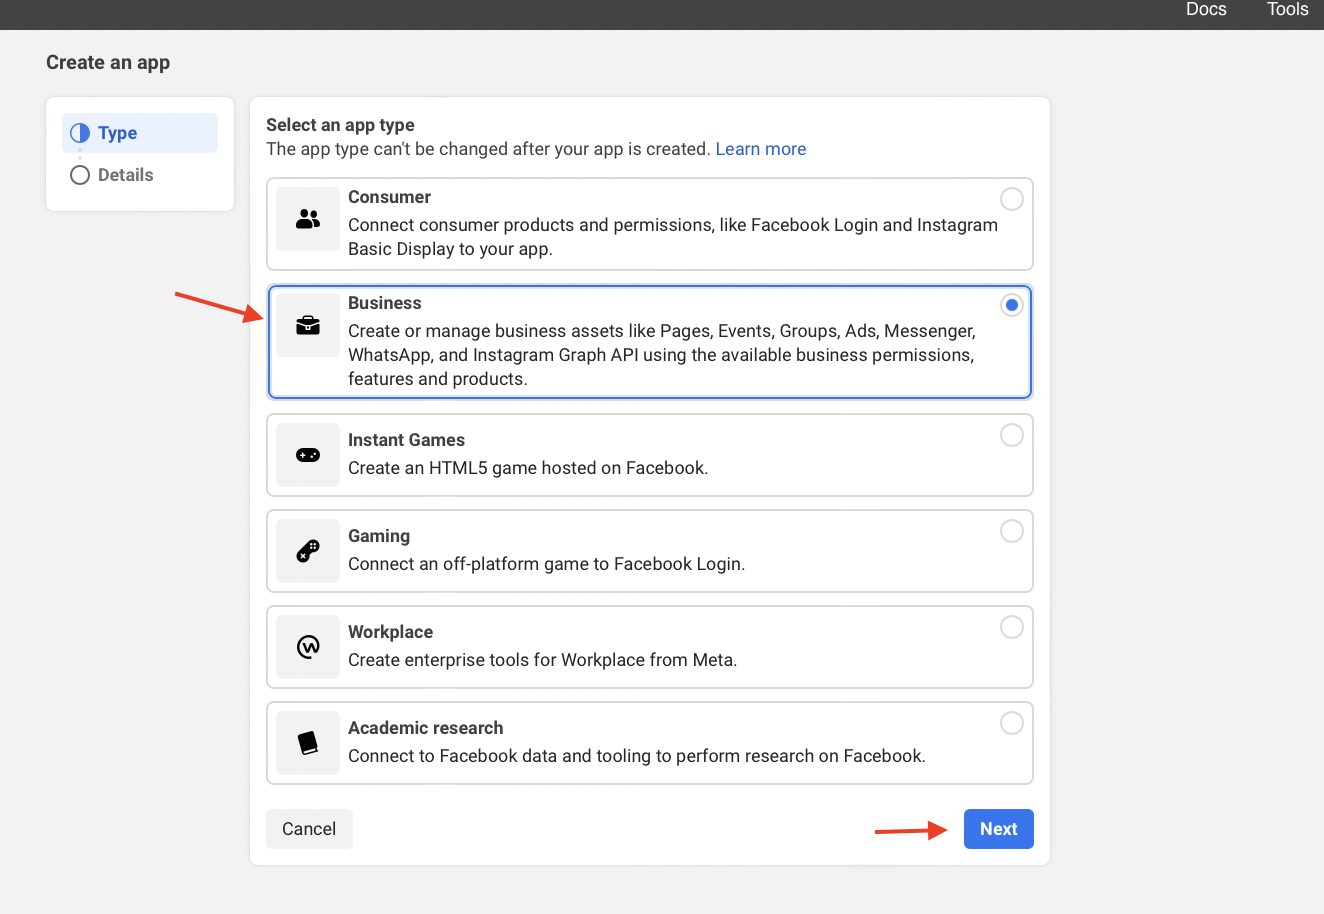 Docs Tools
Create an app
Type
Details
Select an app type
The app type can't be changed after your app is created. Learn more
Consumer
Connect consumer products and permissions, like Facebook Login and Instagram
Basic Display to your app.
Business
Create or manage business assets like Pages, Events, Groups, Ads, Messenger,
WhatsApp, and Instagram Graph API using the available business permissions,
features and products.
Instant Games
Create an HTML5 game hosted on Facebook.
Gaming
Connect an off-platform game to Facebook Login.
Workplace
Create enterprise tools for Workplace from Meta.
Academic research
Connect to Facebook data and tooling to perform research on Facebook.
Cancel
Next